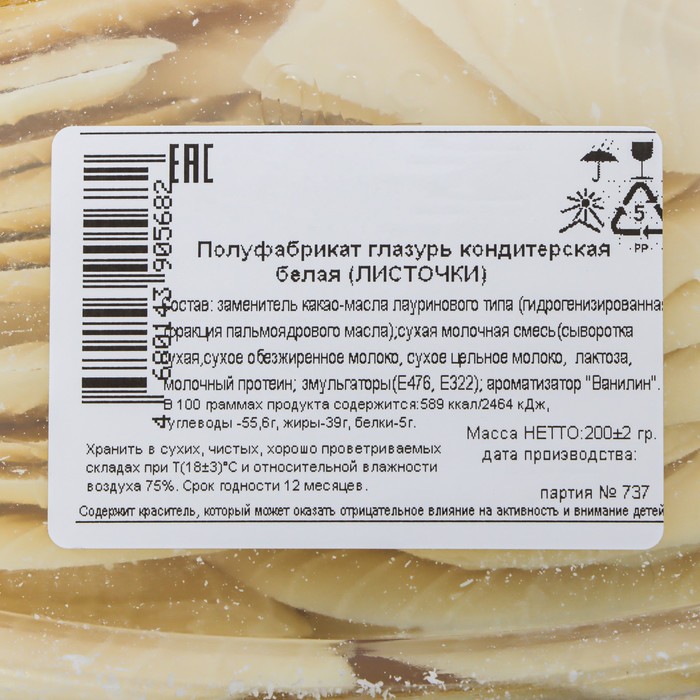 ЕАС
5
PP
4 680143 905682
Полуфабрикат глазурь кондитерская
белая (ЛИСТОЧКИ)
остав: заменитель какао-масла лауринового типа (гидрогенизированная
фракция пальмоядрового масла);сухая молочная смесь(сыворотка
ухая,сухое обезжиренное молоко, сухое цельное молоко, лактоза,
молочный протеин; змульгаторы(Е476, Е322); ароматизатор "Ванилин".
В 100 граммах продукта содержится:589 ккал/2464 кДж,
углеводы -55,6г, жиры-39г, белки-5г.
Масса НЕТТО:200±2 гр.
дата производства:
Хранить в сухих, чистых, хорошо проветриваемых
складах при Т(18±3)°С и относительной влажности
воздуха 75%. Срок годности 12 месяцев.
партия № 737
Содержит краситель, который может оказать отрицательное влияние на активность и внимание детей